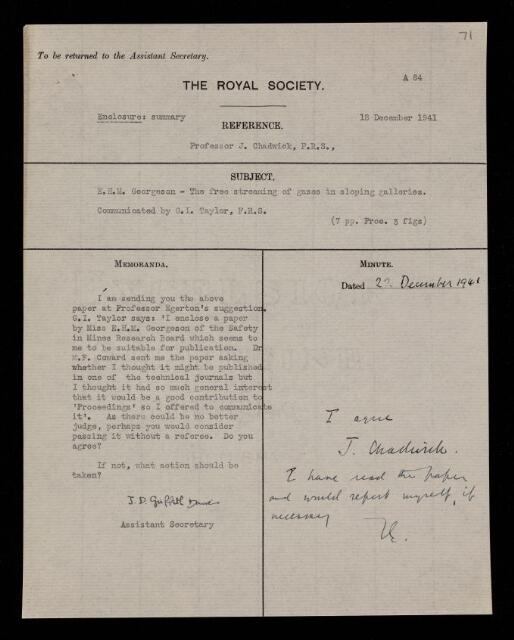 71
To be returned to the Assistant Secretary.
A 84
THE ROYAL SOCIETY.
Enclosure: summary
18 December 1941
REFERENCE.
Professor J. Chadwick, F.R.S.,
SUBJECT.
E.H.M. Georgeson - The free streaming of gases in sloping galleries.
Communicated by G.I. Taylor, F.R.S.
(7 pp. Proc. 3 figs)
MEMORANDA.
I am sending you the above
paper at Professor Egerton's suggestion.
G.I. Taylor says: 'I enclose a paper
by Miss E.H.M. Georgeson of the Safety
in Mines Research Board which seems to
me to be suitable for publication. Dr
M.F. Coward sent me the paper asking
whether I thought it might be published
in one of the technical journals but
I thought it had so much general interest
that it would be a good contribution to
'Proceedings' so I offered to communicate
it'. As there could be no better
judge, perhaps you would consider
passing it without a referee. Do you
agree?
If not, what action should be
taken?
J. D. Griffith Davies
Assistant Secretary
MINUTE.
Dated 22 December 1941
I agree
J. Chadwick.
I have read the paper
and would report myself, if
necessary